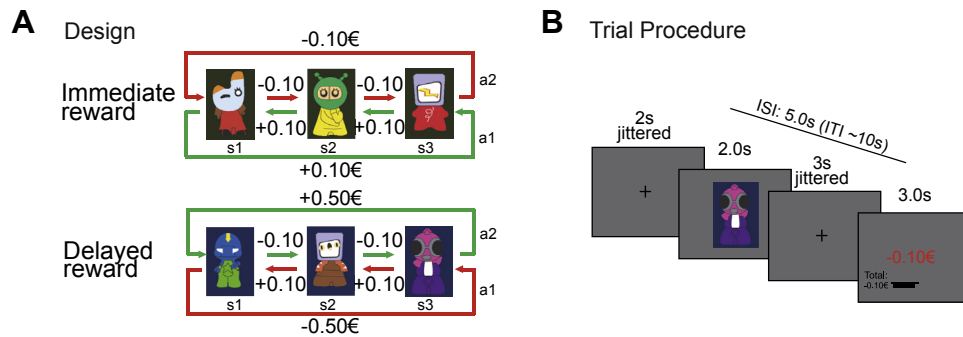 A
Design
-0.10€
Immediate
reward
-0.10
-0.10
a2
+0.10
+0.10
a1
s1
s2
s3
+0.10€
+0.50€
Delayed
reward
-0.10
-0.10
a2
+0.10
+0.10
a1
s1
s2
s3
-0.50€
B
Trial Procedure
ISI: 5.0s (ITI ~10s)
2s
jittered
2.0s
3s
jittered
3.0s
-0.10€
Total:
-0.10€